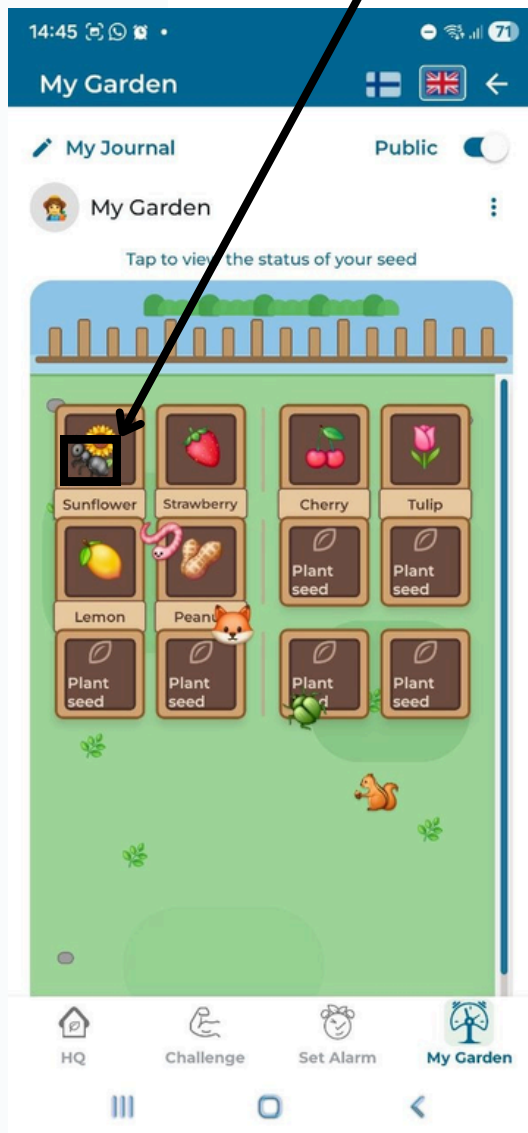 14:45
71
My Garden
My Journal
Public
My Garden
Tap to view the status of your seed
Sunflower
Strawberry
Cherry
Tulip
Plant
seed
Plant
seed
Lemon
Plant
seed
Plant
seed
Plant
Plant
seed
HQ
Challenge
Set Alarm
My Garden